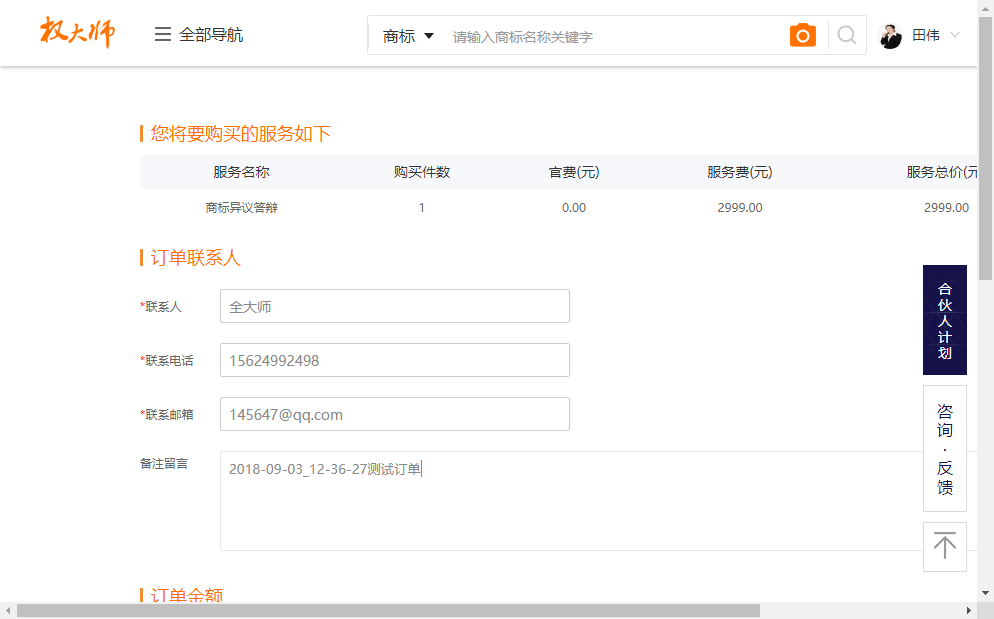 权大师
全部导航
商标
请输入商标名称关键字
田伟
您将要购买的服务如下
服务名称 购买件数 官费(元) 服务费(元) 服务总价(元
商标异议答辩 1 0.00 2999.00 2999.00
订单联系人
*联系人 全大师
*联系电话 15624992498
*联系邮箱 145647@qq.com
备注留言 2018-09-03_12-36-27测试订单
合伙人计划
咨询·反馈
订单金额